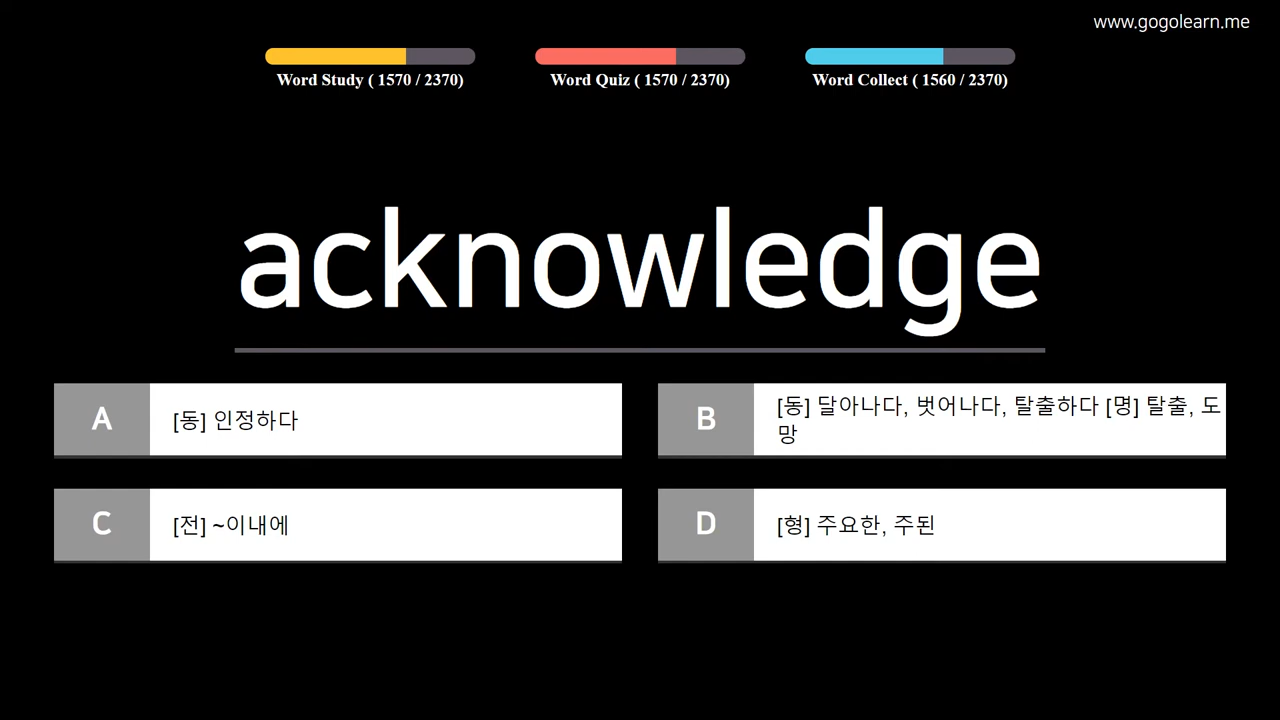 www.gogolearn.me
Word Study ( 1570 / 2370)
Word Quiz ( 1570 / 2370)
Word Collect ( 1560 / 2370)
acknowledge
A
[동] 인정하다
B
[동] 달아나다, 벗어나다, 탈출하다 [명] 탈출, 도
망
C
[전] ~이내에
D
[형] 주요한, 주된